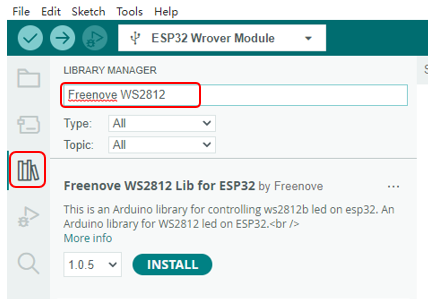 File Edit Sketch Tools Help
ESP32 Wrover Module
LIBRARY MANAGER
Freenove WS2812
Type: All
Topic: All
Freenove WS2812 Lib for ESP32 by Freenove ...
This is an Arduino library for controlling ws2812b led on esp32. An
Arduino library for WS2812 led on ESP32.<br />
More info
1.0.5 INSTALL